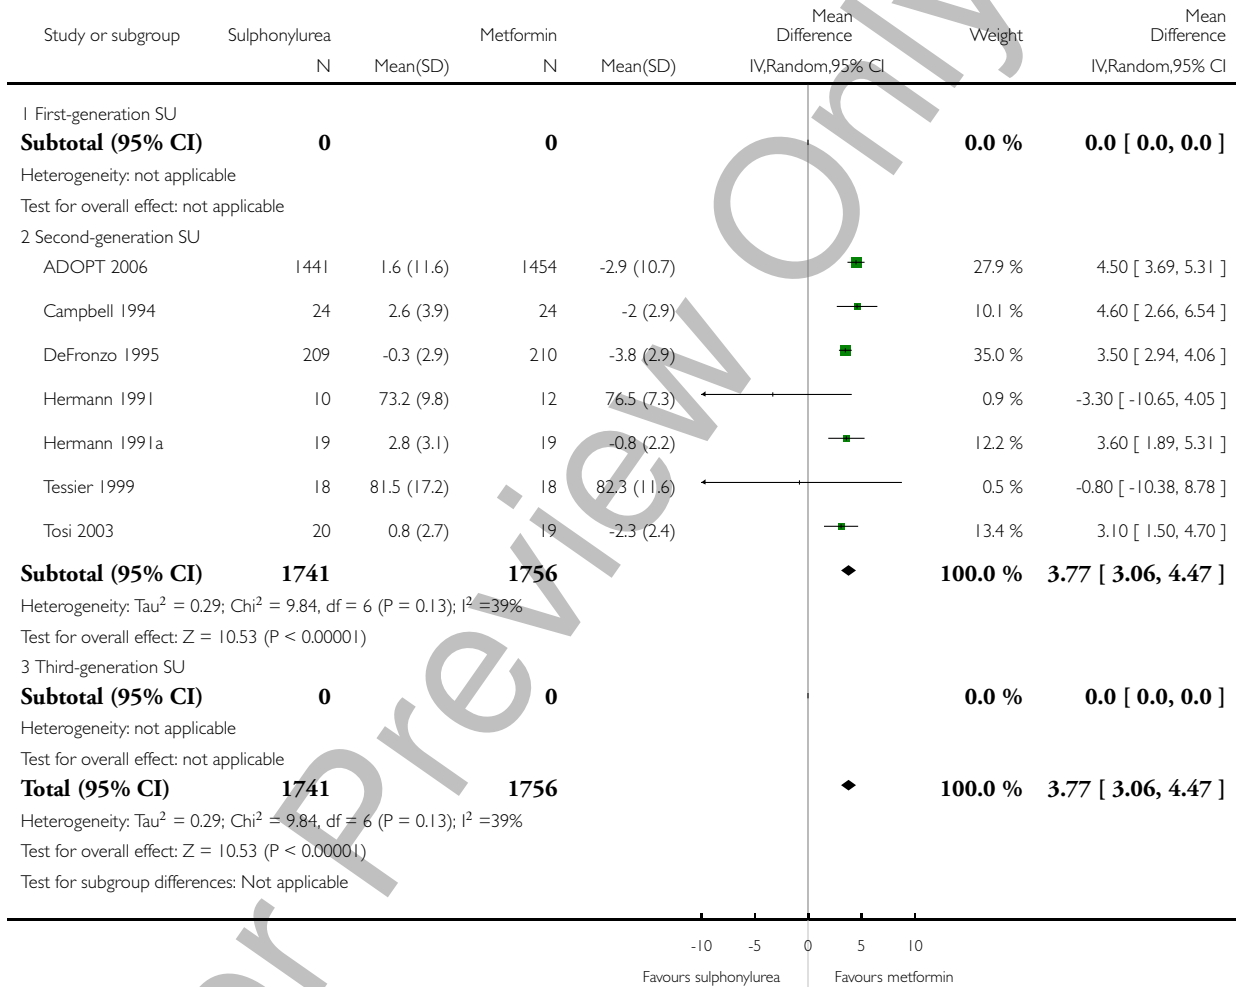 Study or subgroup Sulphonylurea Metformin Mean Difference Weight Mean Difference
N Mean(SD) N Mean(SD) IV,Random,95% CI IV,Random,95% CI
1 First-generation SU
Subtotal (95% CI) 0 0 0.0 % 0.0 [ 0.0, 0.0 ]
Heterogeneity: not applicable
Test for overall effect: not applicable
2 Second-generation SU
ADOPT 2006 1441 1.6 (11.6) 1454 -2.9 (10.7) 27.9 % 4.50 [ 3.69, 5.31 ]
Campbell 1994 24 2.6 (3.9) 24 -2 (2.9) 10.1 % 4.60 [ 2.66, 6.54 ]
DeFronzo 1995 209 -0.3 (2.9) 210 -3.8 (2.9) 35.0 % 3.50 [ 2.94, 4.06 ]
Hermann 1991 10 73.2 (9.8) 12 76.5 (7.3) 0.9 % -3.30 [ -10.65, 4.05 ]
Hermann 1991a 19 2.8 (3.1) 19 -0.8 (2.2) 12.2 % 3.60 [ 1.89, 5.31 ]
Tessier 1999 18 81.5 (17.2) 18 82.3 (11.6) 0.5 % -0.80 [ -10.38, 8.78 ]
Tosi 2003 20 0.8 (2.7) 19 -2.3 (2.4) 13.4 % 3.10 [ 1.50, 4.70 ]
Subtotal (95% CI) 1741 1756 100.0 % 3.77 [ 3.06, 4.47 ]
Heterogeneity: Tau² = 0.29; Chi² = 9.84, df = 6 (P = 0.13); I² =39%
Test for overall effect: Z = 10.53 (P < 0.00001)
3 Third-generation SU
Subtotal (95% CI) 0 0 0.0 % 0.0 [ 0.0, 0.0 ]
Heterogeneity: not applicable
Test for overall effect: not applicable
Total (95% CI) 1741 1756 100.0 % 3.77 [ 3.06, 4.47 ]
Heterogeneity: Tau² = 0.29; Chi² = 9.84, df = 6 (P = 0.13); I² =39%
Test for overall effect: Z = 10.53 (P < 0.00001)
Test for subgroup differences: Not applicable
-10 -5 0 5 10
Favours sulphonylurea Favours metformin
or Preview Only